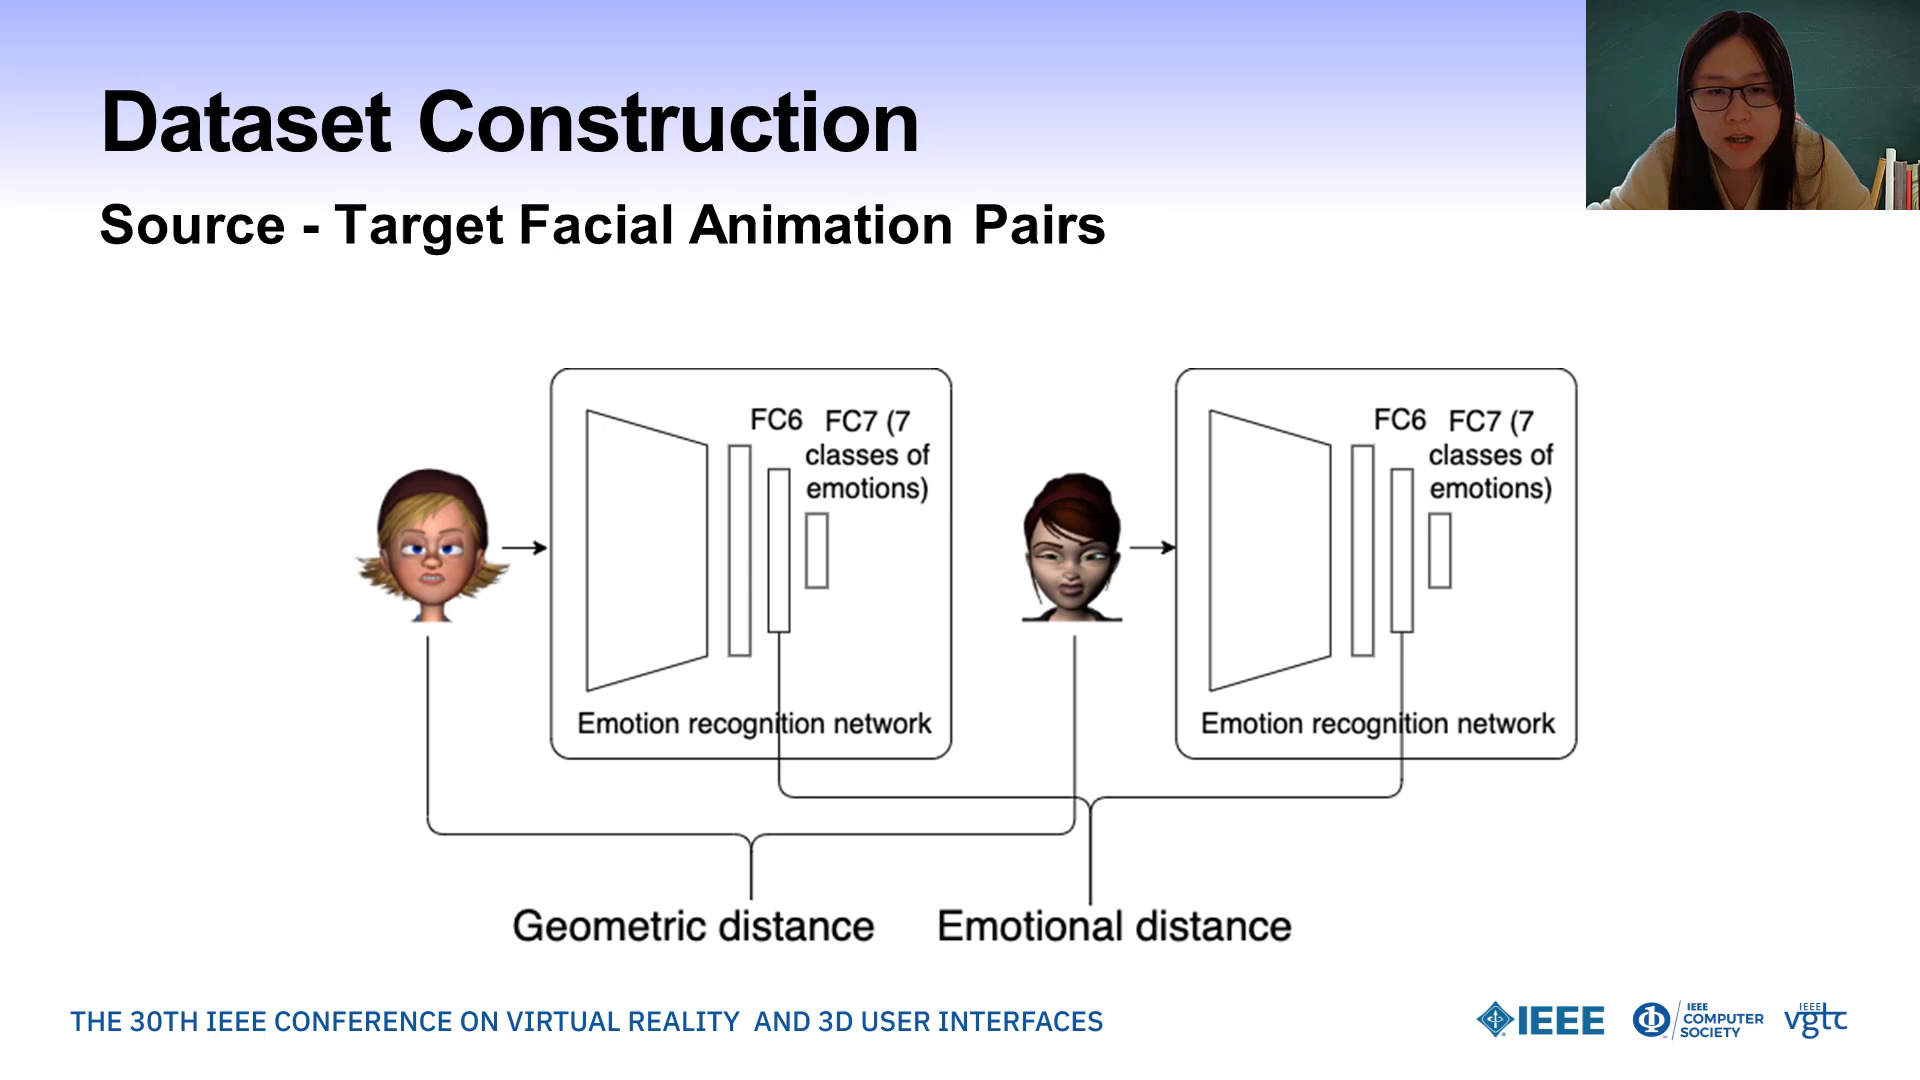 Dataset Construction
Source - Target Facial Animation Pairs
FC6 FC7 (7
classes of
emotions)
Emotion recognition network
FC6 FC7 (7
classes of
emotions)
Emotion recognition network
Geometric distance
Emotional distance
THE 30TH IEEE CONFERENCE ON VIRTUAL REALITY AND 3D USER INTERFACES
IEEE
IEEE
COMPUTER
SOCIETY
IEEE
vgtc